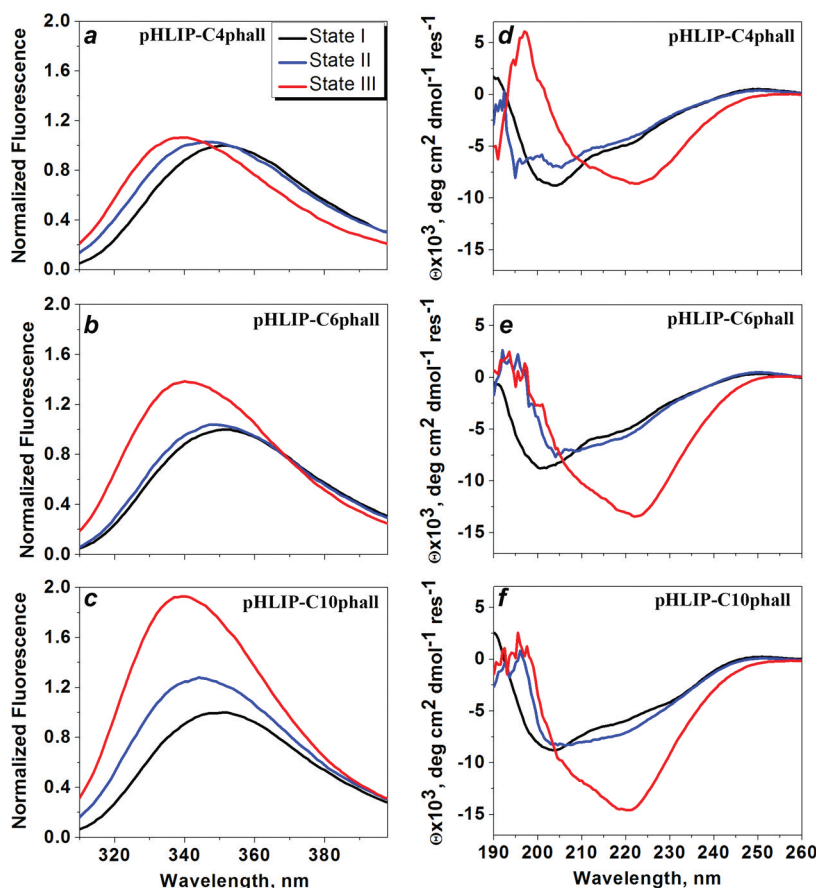 a
pHLIP-C4phall
State I
State II
State III
Normalized Fluorescence
2.0
1.6
1.2
0.8
0.4
0.0
d
pHLIP-C4phall
Θx10³, deg cm² dmol⁻¹ res⁻¹
5
0
-5
-10
-15
b
pHLIP-C6phall
Normalized Fluorescence
2.0
1.6
1.2
0.8
0.4
0.0
e
pHLIP-C6phall
Θx10³, deg cm² dmol⁻¹ res⁻¹
5
0
-5
-10
-15
c
pHLIP-C10phall
Normalized Fluorescence
2.0
1.6
1.2
0.8
0.4
0.0
320 340 360 380
Wavelength, nm
f
pHLIP-C10phall
Θx10³, deg cm² dmol⁻¹ res⁻¹
5
0
-5
-10
-15
190 200 210 220 230 240 250 260
Wavelength, nm